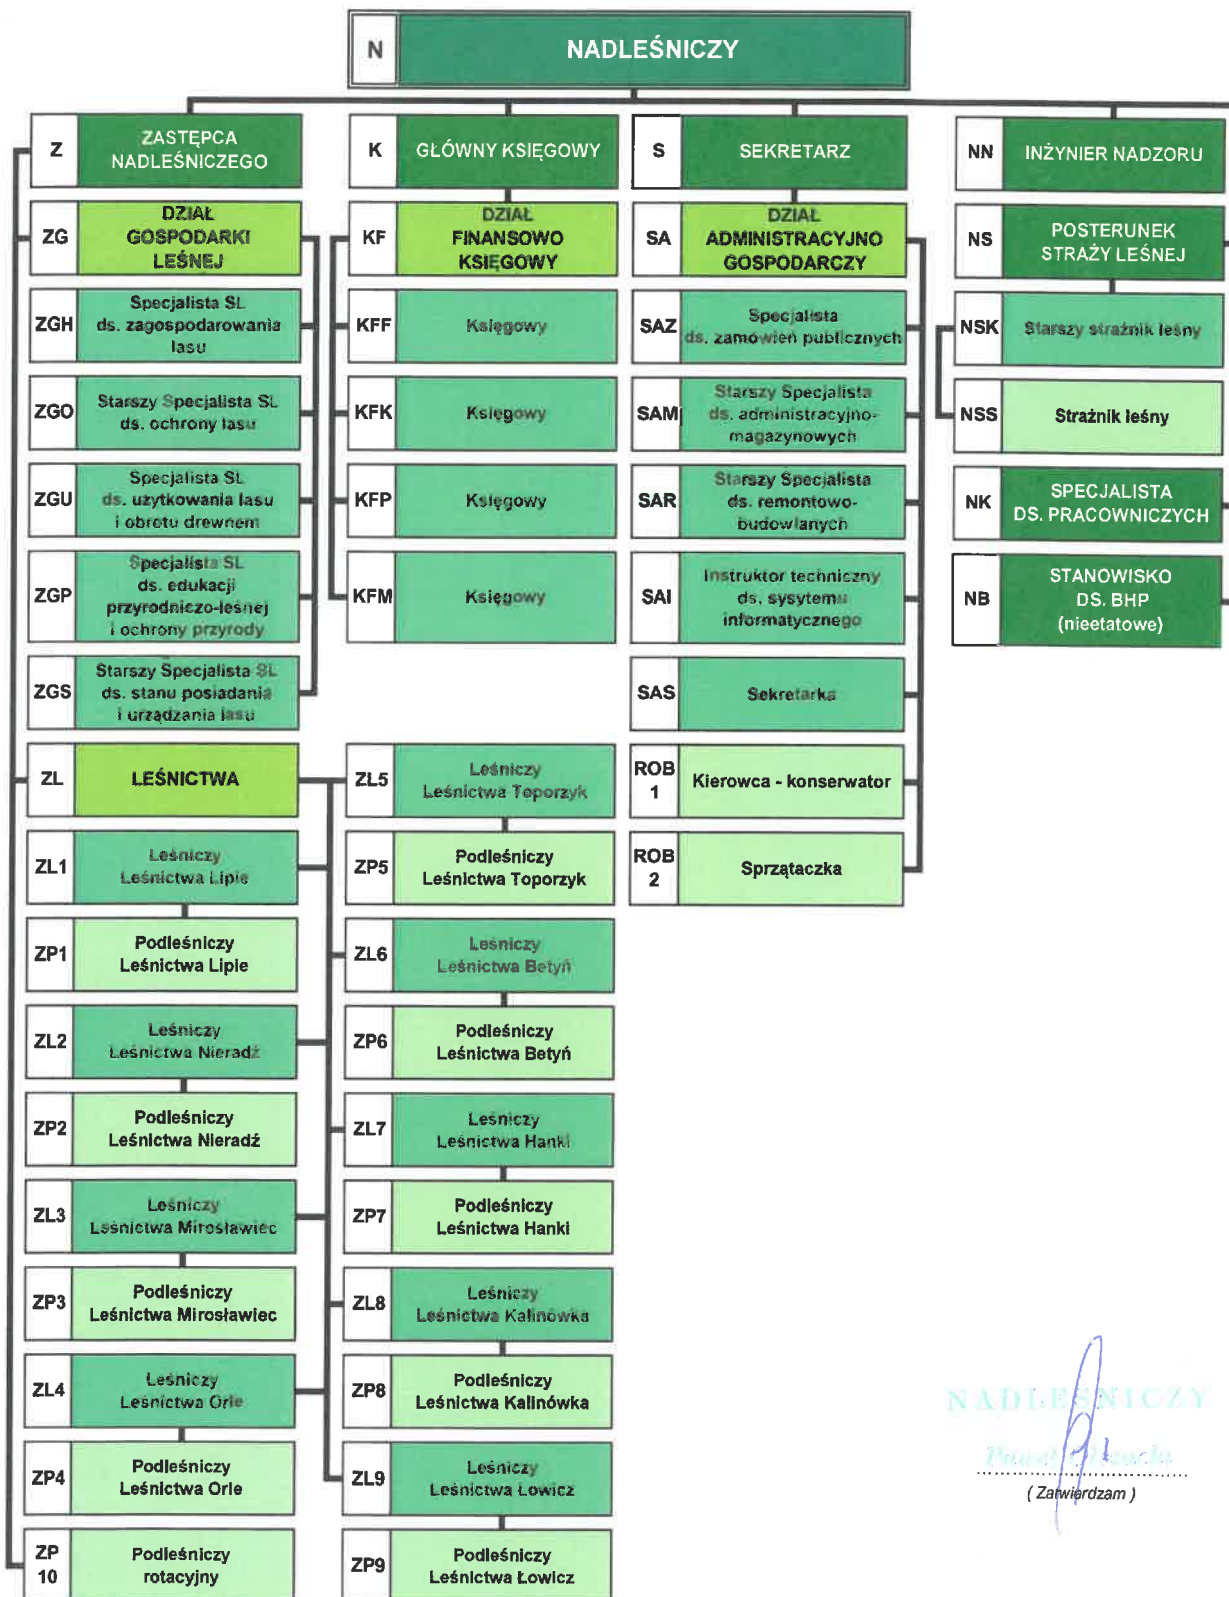 N
NADLEŚNICZY
Z
ZASTĘPCA
NADLEŚNICZEGO
ZG
DZIAŁ
GOSPODARKI
LEŚNEJ
ZGH
Specjalista SL
ds. zagospodarowania
lasu
ZGO
Starszy Specjalista SL
ds. ochrony lasu
ZGU
Specjalista SL
ds. użytkowania lasu
i obrotu drewnem
ZGP
Specjalista SL
ds. edukacji
przyrodniczo-leśnej
i ochrony przyrody
ZGS
Starszy Specjalista SL
ds. stanu posiadania
i urządzania lasu
K
GŁÓWNY KSIĘGOWY
KF
DZIAŁ
FINANSOWO
KSIĘGOWY
KFF
Księgowy
KFK
Księgowy
KFP
Księgowy
KFM
Księgowy
S
SEKRETARZ
SA
DZIAŁ
ADMINISTRACYJNO
GOSPODARCZY
SAZ
Specjalista
ds. zamówień publicznych
SAM
Starszy Specjalista
ds. administracyjno-
magazynowych
SAR
Starszy Specjalista
ds. remontowo-
budowlanych
SAI
Instruktor techniczny
ds. sysytemu
informatycznego
SAS
Sekretarka
ROB
1
Kierowca - konserwator
ROB
2
Sprzątaczka
NN
INŻYNIER NADZORU
NS
POSTERUNEK
STRAŻY LEŚNEJ
NSK
Starszy strażnik leśny
NSS
Strażnik leśny
NK
SPECJALISTA
DS. PRACOWNICZYCH
NB
STANOWISKO
DS. BHP
(nieetatowe)
ZL
LEŚNICTWA
ZL1
Leśniczy
Leśnictwa Lipie
ZP1
Podleśniczy
Leśnictwa Lipie
ZL2
Leśniczy
Leśnictwa Nieradź
ZP2
Podleśniczy
Leśnictwa Nieradź
ZL3
Leśniczy
Leśnictwa Mirosławiec
ZP3
Podleśniczy
Leśnictwa Mirosławiec
ZL4
Leśniczy
Leśnictwa Orle
ZP4
Podleśniczy
Leśnictwa Orle
ZP
10
Podleśniczy
rotacyjny
ZL5
Leśniczy
Leśnictwa Toporzyk
ZP5
Podleśniczy
Leśnictwa Toporzyk
ZL6
Leśniczy
Leśnictwa Betyń
ZP6
Podleśniczy
Leśnictwa Betyń
ZL7
Leśniczy
Leśnictwa Hanki
ZP7
Podleśniczy
Leśnictwa Hanki
ZL8
Leśniczy
Leśnictwa Kalinówka
ZP8
Podleśniczy
Leśnictwa Kalinówka
ZL9
Leśniczy
Leśnictwa Łowicz
ZP9
Podleśniczy
Leśnictwa Łowicz
NADLEŚNICZY
( Zatwierdzam )